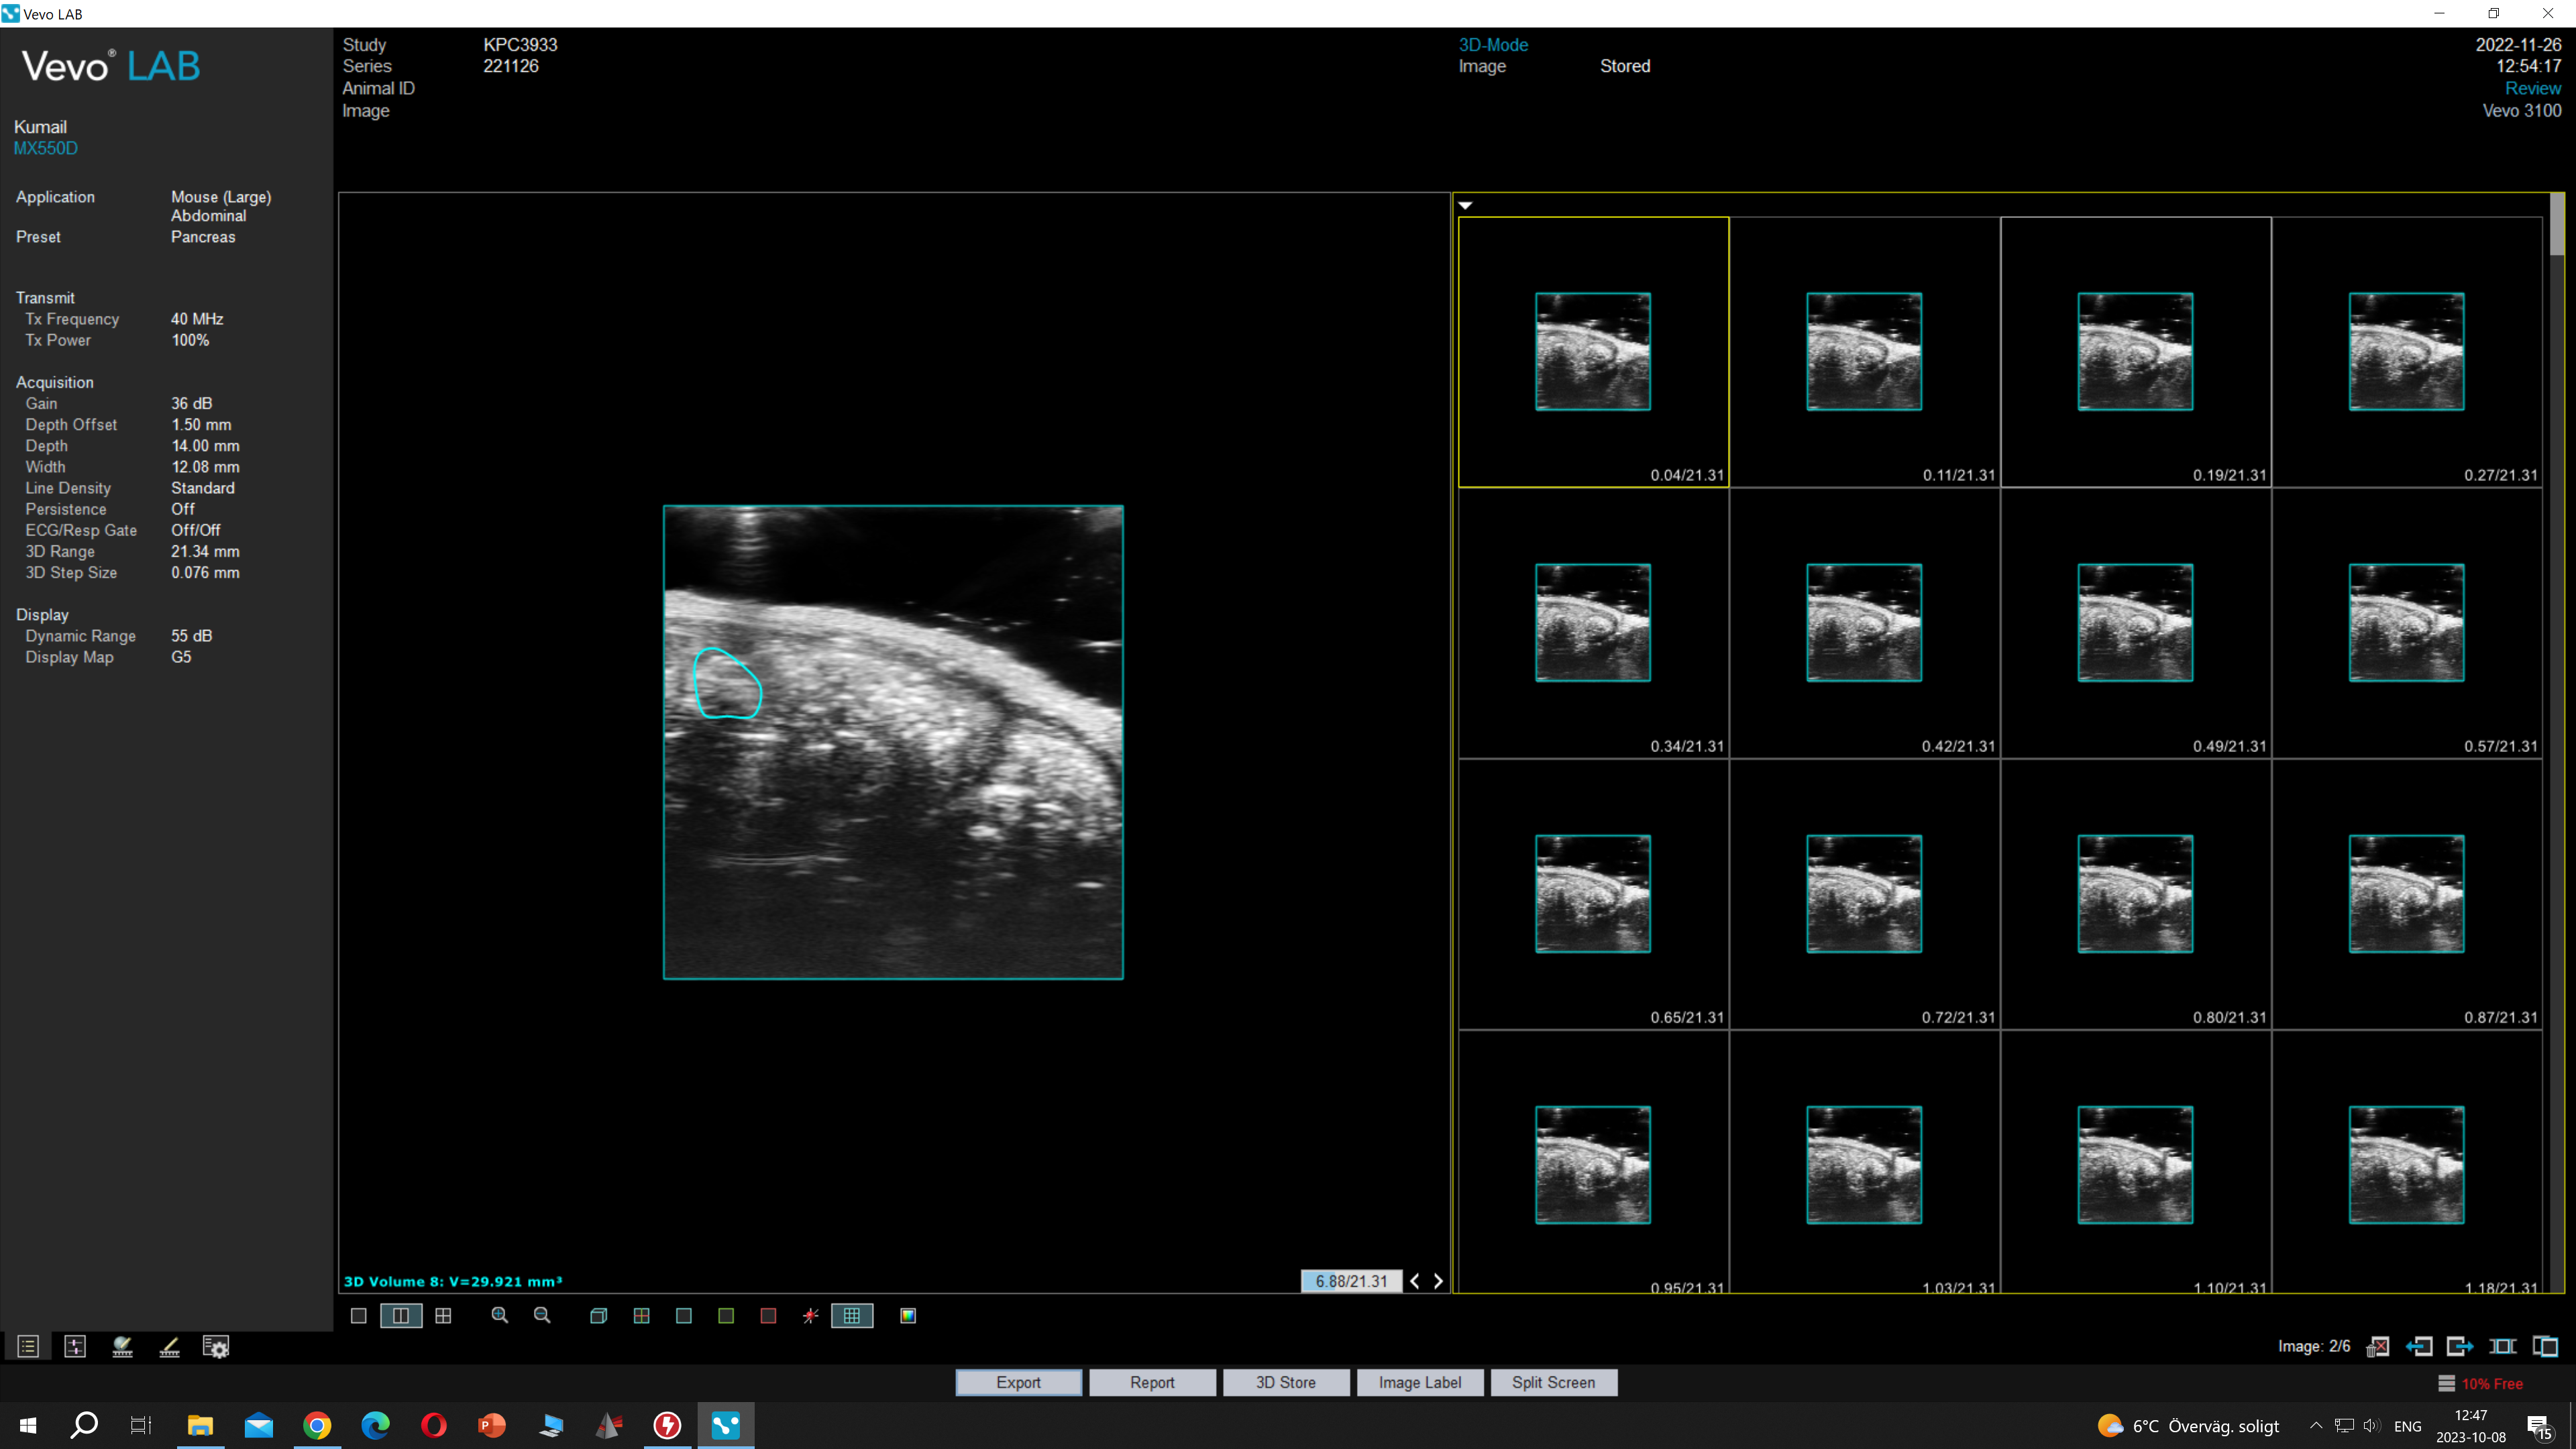 Vevo LAB
Vevo® LAB
Kumail
MX550D
Application Mouse (Large)
Abdominal
Preset Pancreas
Transmit
Tx Frequency 40 MHz
Tx Power 100%
Acquisition
Gain 36 dB
Depth Offset 1.50 mm
Depth 14.00 mm
Width 12.08 mm
Line Density Standard
Persistence Off
ECG/Resp Gate Off/Off
3D Range 21.34 mm
3D Step Size 0.076 mm
Display
Dynamic Range 55 dB
Display Map G5
Study KPC3933
Series 221126
Animal ID
Image
3D-Mode
Image Stored
2022-11-26
12:54:17
Review
Vevo 3100
0.04/21.31 0.11/21.31 0.19/21.31 0.27/21.31
0.34/21.31 0.42/21.31 0.49/21.31 0.57/21.31
0.65/21.31 0.72/21.31 0.80/21.31 0.87/21.31
0.95/21.31 1.03/21.31 1.10/21.31 1.18/21.31
3D Volume 8: V=29.921 mm³
6.88/21.31
Image: 2/6
Export Report 3D Store Image Label Split Screen
10% Free
6°C Överväg. soligt
ENG
12:47
2023-10-08
15